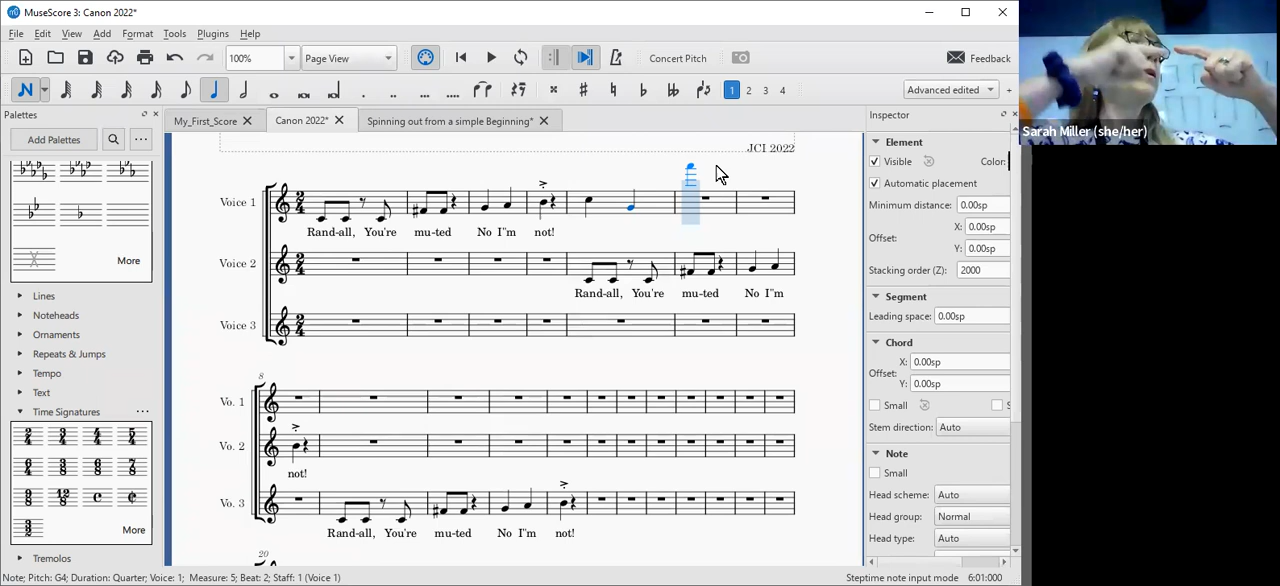 MuseScore 3: Canon 2022*
File Edit View Add Format Tools Plugins Help
100% Page View Concert Pitch Feedback
N 1 2 3 4 Advanced edited +
Palettes
My_First_Score Canon 2022* Spinning out from a simple Beginning*
Inspector
Add Palettes
More
Lines
Noteheads
Ornaments
Repeats & Jumps
Tempo
Text
Time Signatures
More
Tremolos
JCI 2022
Voice 1
Rand-all, You're mu-ted No I"m not!
Voice 2
Rand-all, You're mu-ted No I"m
Voice 3
8
Vo. 1
Vo. 2
not!
Vo. 3
Rand-all, You're mu-ted No I"m not!
20
Element
Visible Color:
Automatic placement
Minimum distance: 0.00sp
Offset: X: 0.00sp
Y: 0.00sp
Stacking order (Z): 2000
Segment
Leading space: 0.00sp
Chord
Offset: X: 0.00sp
Y: 0.00sp
Small
Stem direction: Auto
Note
Small
Head scheme: Auto
Head group: Normal
Head type: Auto
Note; Pitch: G4; Duration: Quarter; Voice: 1; Measure: 5; Beat: 2; Staff: 1 (Voice 1)
Steptime note input mode 6:01:000
Sarah Miller (she/her)